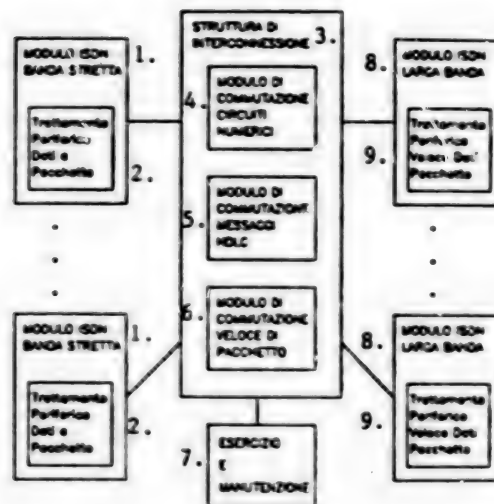 MODULO ISDN
BANDA STRETTA
1.
Trattamento
Periferico
Dati e
Pacchetto
2.
MODULO ISDN
BANDA STRETTA
1.
Trattamento
Periferico
Dati e
Pacchetto
2.
STRUTTURA DI
INTERCONNESSIONE
3.
4.
MODULO DI
COMMUTAZIONE
CIRCUITI
NUMERICI
5.
MODULO DI
COMMUTAZIONE
MESSAGGI
HDLC
6.
MODULO DI
COMMUTAZIONE
VELOCE DI
PACCHETTO
7.
ESERCIZIO
E
MANUTENZIONE
8.
MODULO ISDN
LARGA BANDA
9.
Trattamento
Periferico
Veloce Dati
Pacchetto
8.
MODULO ISDN
LARGA BANDA
9.
Trattamento
Periferico
Veloce Dati
Pacchetto